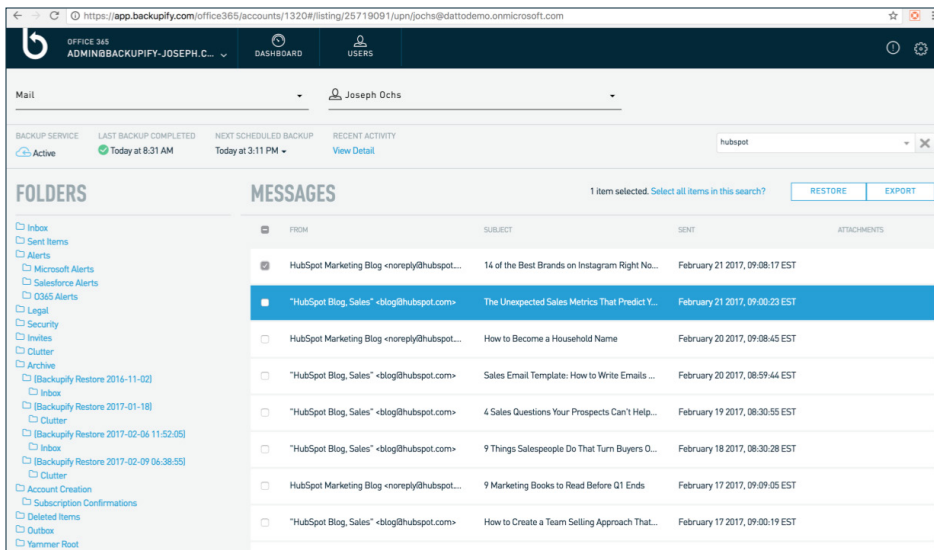 https://app.backupify.com/office365/accounts/1320#/listing/25719091/upn/jochs@dattodemo.onmicrosoft.com
OFFICE 365
ADMIN@BACKUPIFY-JOSEPH.C...
DASHBOARD
USERS
Mail
Joseph Ochs
BACKUP SERVICE LAST BACKUP COMPLETED NEXT SCHEDULED BACKUP RECENT ACTIVITY
Active Today at 8:31 AM Today at 3:11 PM View Detail
hubspot
FOLDERS
Inbox
Sent Items
Alerts
Microsoft Alerts
Salesforce Alerts
O365 Alerts
Legal
Security
Invites
Clutter
Archive
(Backupify Restore 2016-11-02)
Inbox
(Backupify Restore 2017-01-18)
Clutter
(Backupify Restore 2017-02-06 11:52:05)
Inbox
(Backupify Restore 2017-02-09 06:38:55)
Clutter
Account Creation
Subscription Confirmations
Deleted Items
Outbox
Yammer Root
MESSAGES
1 item selected. Select all items in this search?
RESTORE
EXPORT
FROM SUBJECT SENT ATTACHMENTS
HubSpot Marketing Blog <noreply@hubspot.... 14 of the Best Brands on Instagram Right No... February 21 2017, 09:08:17 EST
"HubSpot Blog, Sales" <blog@hubspot.com> The Unexpected Sales Metrics That Predict Y... February 21 2017, 09:00:23 EST
HubSpot Marketing Blog <noreply@hubspot.... How to Become a Household Name February 20 2017, 09:08:45 EST
"HubSpot Blog, Sales" <blog@hubspot.com> Sales Email Template: How to Write Emails ... February 20 2017, 08:59:44 EST
"HubSpot Blog, Sales" <blog@hubspot.com> 4 Sales Questions Your Prospects Can't Help... February 19 2017, 08:30:55 EST
"HubSpot Blog, Sales" <blog@hubspot.com> 9 Things Salespeople Do That Turn Buyers O... February 18 2017, 08:30:28 EST
HubSpot Marketing Blog <noreply@hubspot.... 9 Marketing Books to Read Before Q1 Ends February 17 2017, 09:09:05 EST
"HubSpot Blog, Sales" <blog@hubspot.com> How to Create a Team Selling Approach That... February 17 2017, 09:00:19 EST